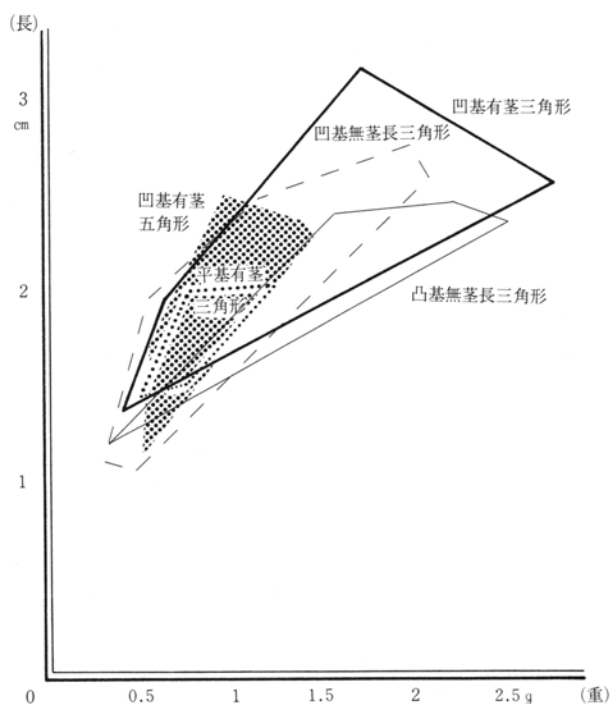 (長)
3
cm
凹基有茎三角形
凹基無茎長三角形
凹基有茎
五角形
2
平基有茎
三角形
凸基無茎長三角形
1
0
0.5
1
1.5
2
2.5g
(重)